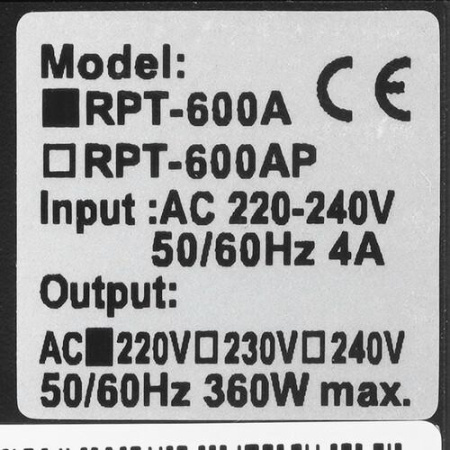 Model:
■RPT-600A CE
□RPT-600AP
Input :AC 220-240V
50/60Hz 4A
Output:
AC■220V□230V□240V
50/60Hz 360W max.